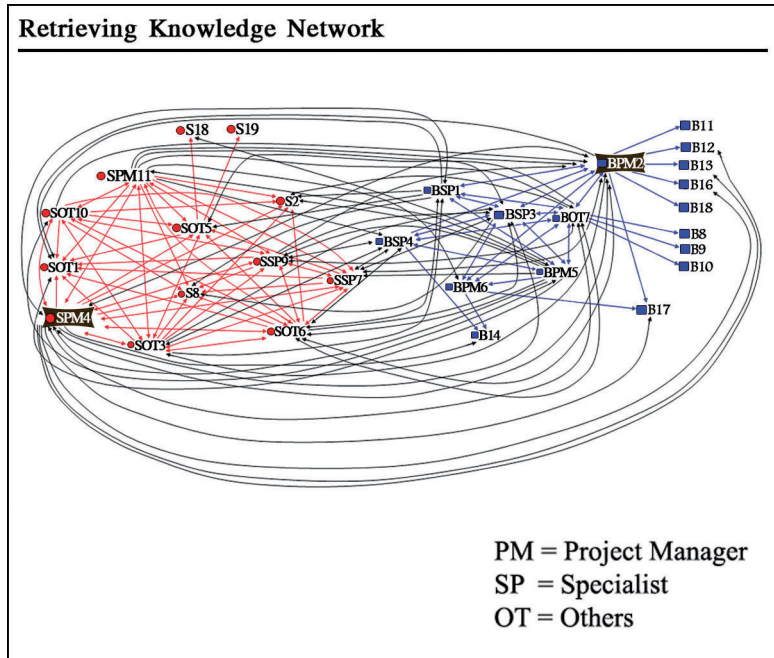 Retrieving Knowledge Network
S18
S19
B11
B12
BPM2
B13
SPM11
B16
BSP1
S2
B18
SOT10
BSP3
BOT7
SOT5
B8
BSP4
B9
SSP9
B10
SOT1
BPM5
SSP7
BPM6
S8
B17
SPM4
SOT6
B14
SOT3
PM = Project Manager
SP = Specialist
OT = Others